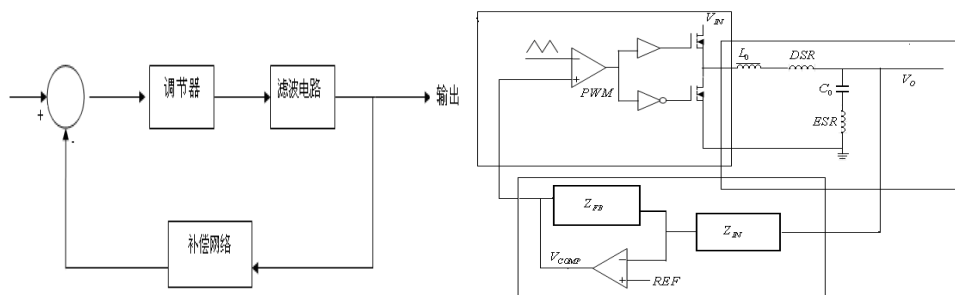 +
-
调节器
滤波电路
输出
补偿网络
V_IN
PWM
L_0
DSR
V_O
C_0
ESR
Z_FB
Z_IN
V_COMP
REF